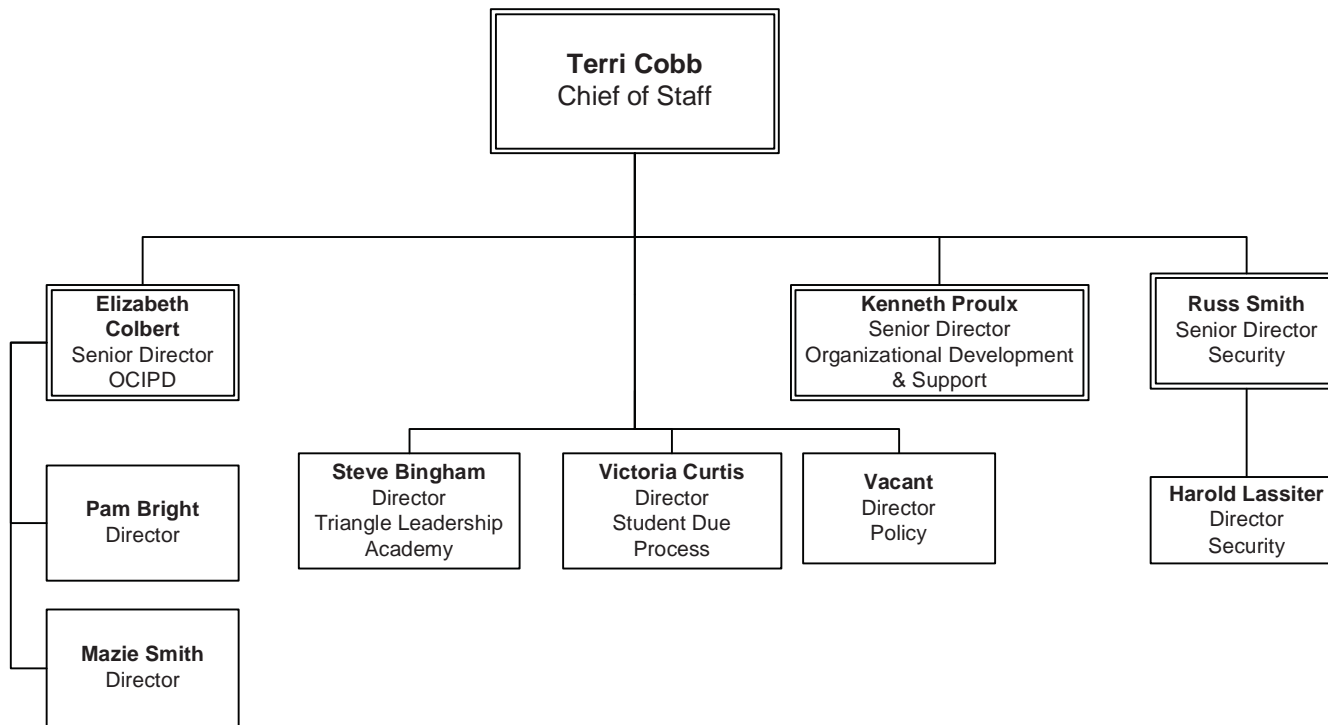 Terri Cobb
Chief of Staff
Elizabeth
Colbert
Senior Director
OCIPD
Kenneth Proulx
Senior Director
Organizational Development
& Support
Russ Smith
Senior Director
Security
Steve Bingham
Director
Triangle Leadership
Academy
Victoria Curtis
Director
Student Due
Process
Vacant
Director
Policy
Harold Lassiter
Director
Security
Pam Bright
Director
Mazie Smith
Director